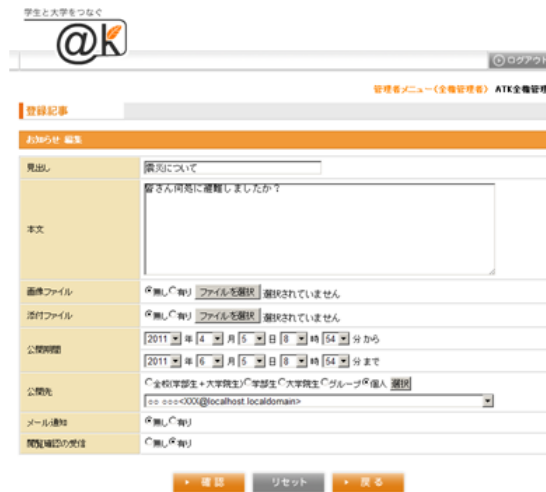 学生と大学をつなぐ
@k
ログアウト
管理者メニュー(全権管理者) ATK全権管理
登録記事
お知らせ 編集
見出し 震災について
本文 皆さん何処に避難しましたか?
画像ファイル 無し 有り ファイルを選択 選択されていません
添付ファイル 無し 有り ファイルを選択 選択されていません
公開期間 2011 年 4 月 5 日 8 時 54 分 から
2011 年 6 月 5 日 8 時 54 分 まで
公開先 全校(学部生+大学院生) 学部生 大学院生 グループ 個人 選択
○○ ○○○<XXX@localhost.localdomain>
メール通知 無し 有り
閲覧確認の受信 無し 有り
確認 リセット 戻る